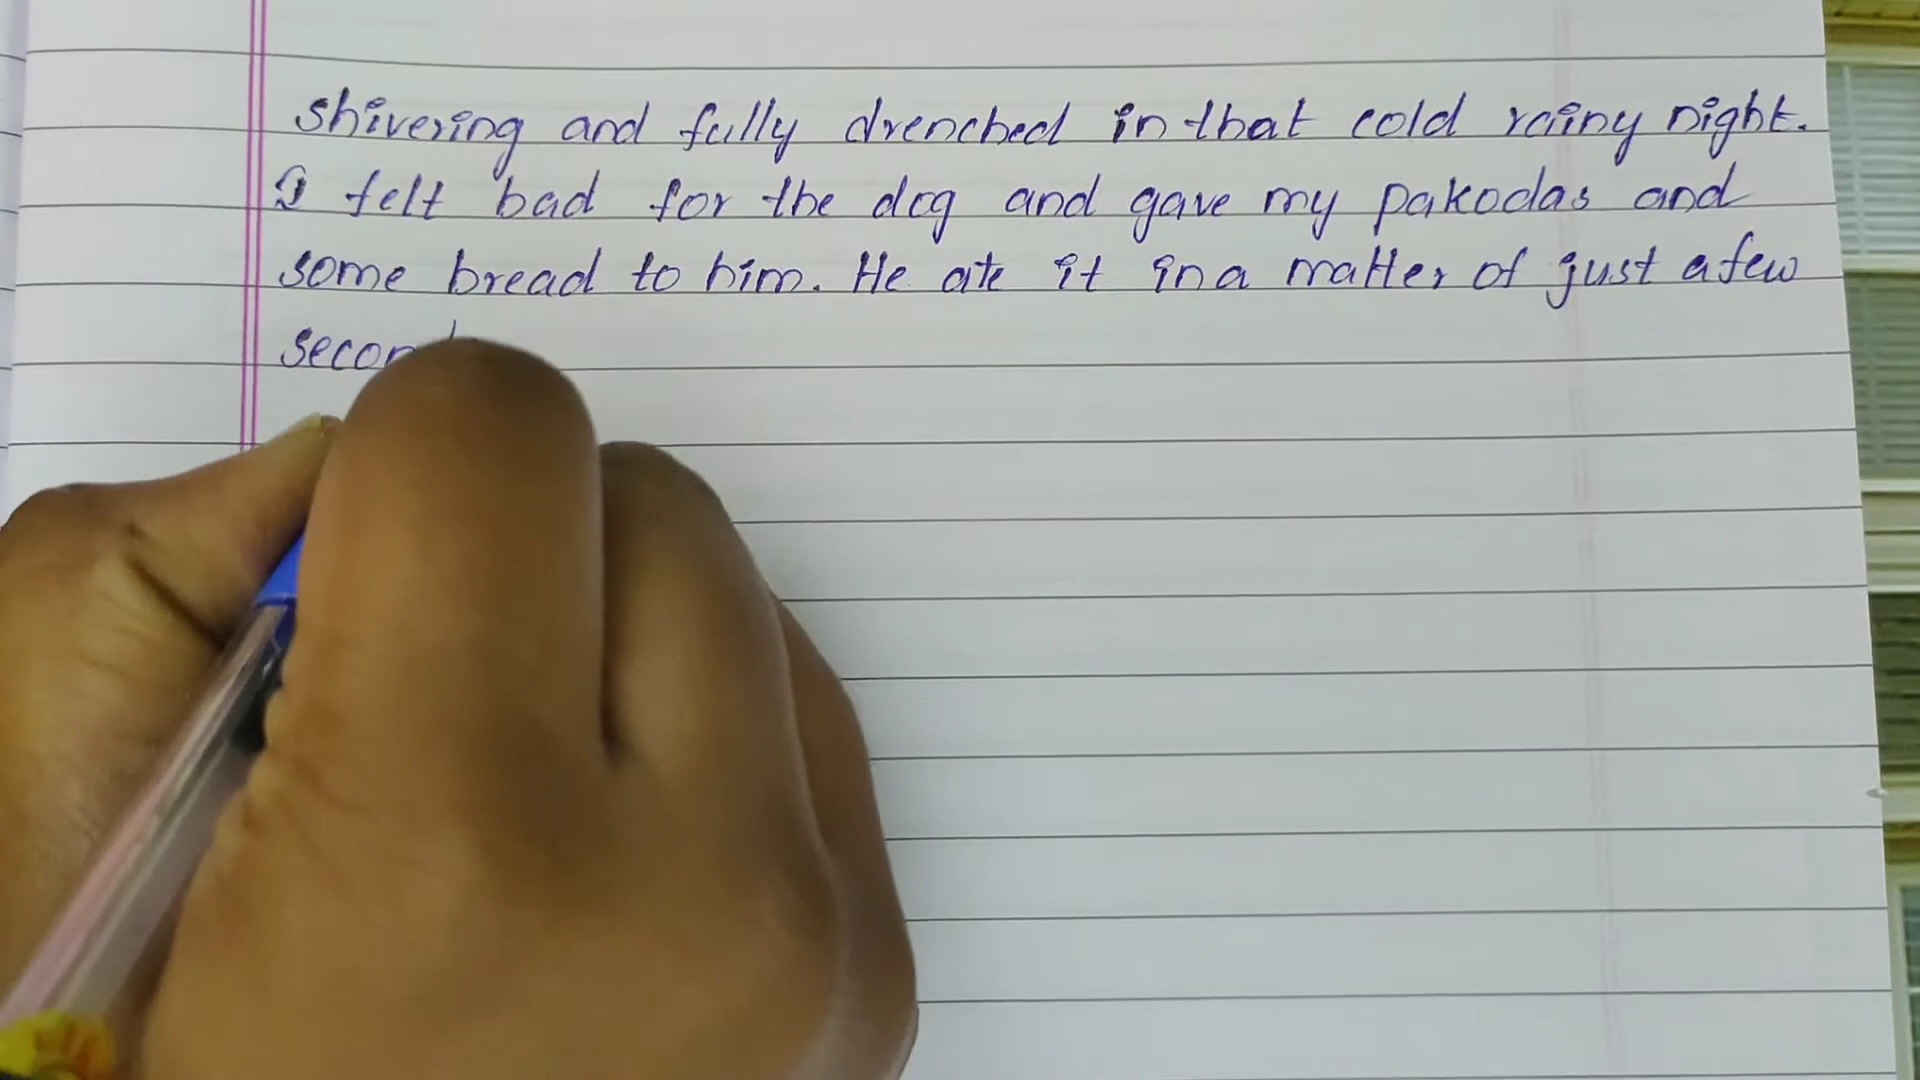 shivering and fully drenched in that cold rainy night.
I felt bad for the dog and gave my pakodas and
some bread to him. He ate it in a matter of just a few